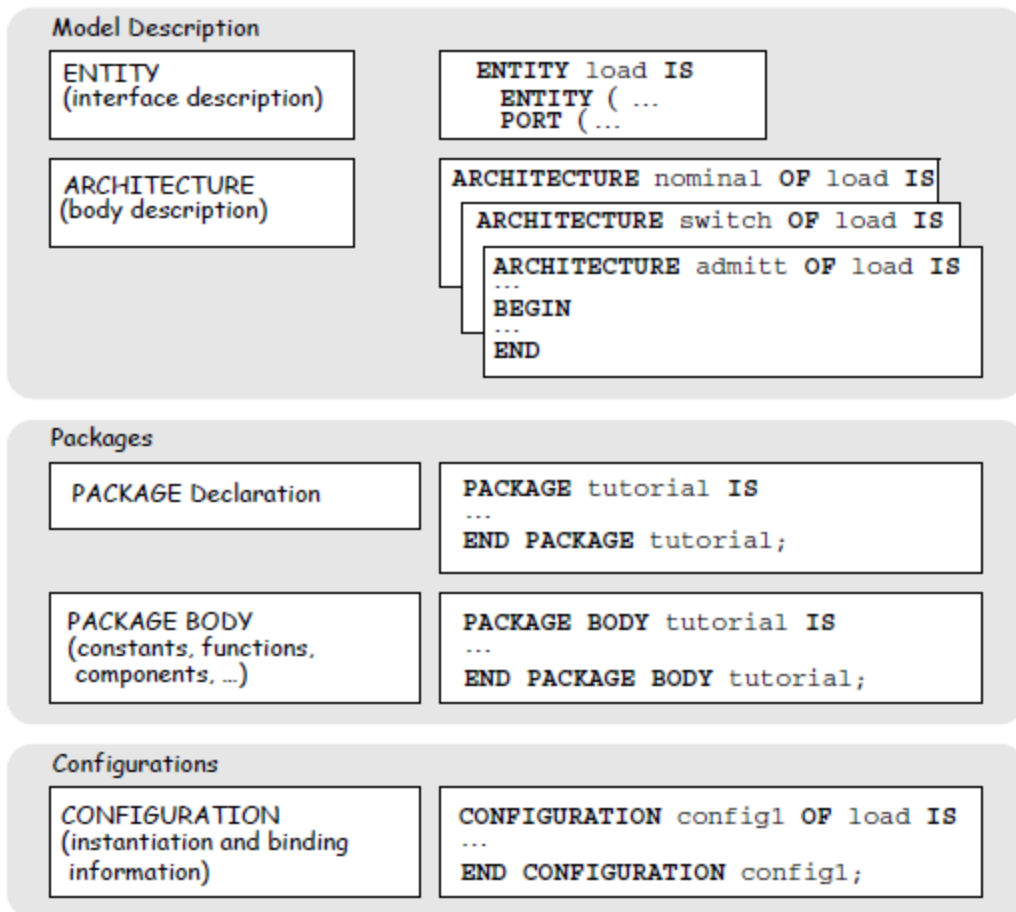 Model Description
ENTITY
(interface description)
ENTITY load IS
ENTITY ( ...
PORT (...
ARCHITECTURE
(body description)
ARCHITECTURE nominal OF load IS
ARCHITECTURE switch OF load IS
ARCHITECTURE admitt OF load IS
...
BEGIN
...
END
Packages
PACKAGE Declaration
PACKAGE tutorial IS
...
END PACKAGE tutorial;
PACKAGE BODY
(constants, functions,
components, ...)
PACKAGE BODY tutorial IS
...
END PACKAGE BODY tutorial;
Configurations
CONFIGURATION
(instantiation and binding
information)
CONFIGURATION config1 OF load IS
...
END CONFIGURATION config1;